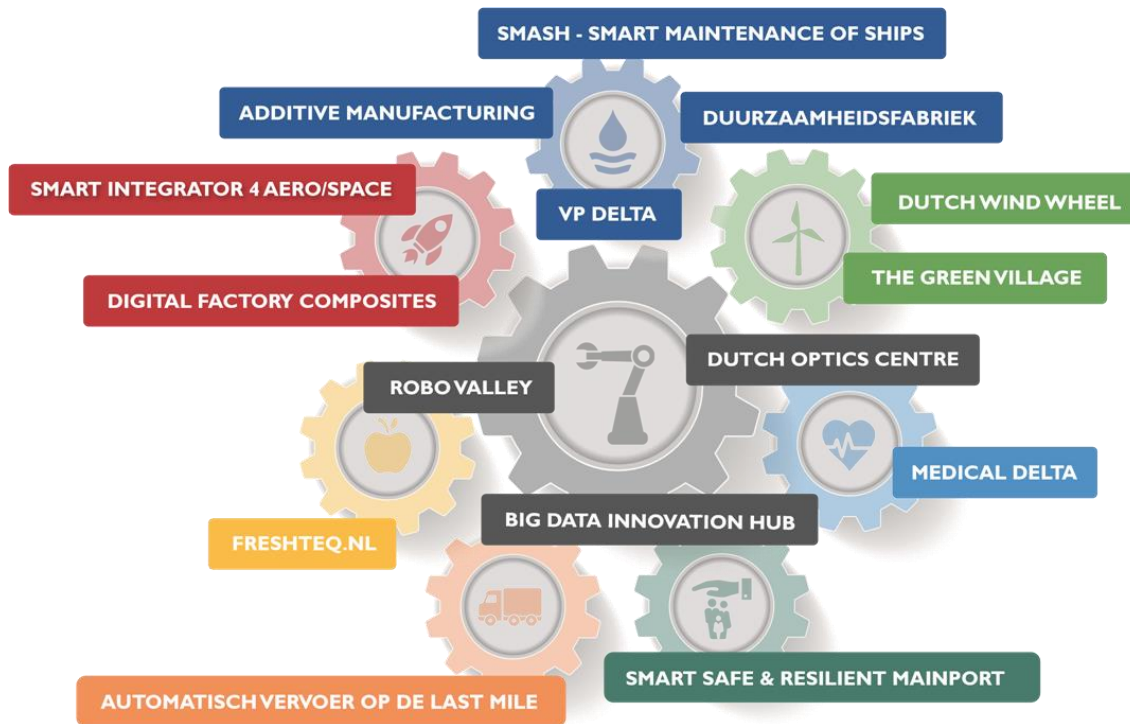 SMASH - SMART MAINTENANCE OF SHIPS
ADDITIVE MANUFACTURING
DUURZAAMHEIDSFABRIEK
SMART INTEGRATOR 4 AERO/SPACE
VP DELTA
DUTCH WIND WHEEL
THE GREEN VILLAGE
DIGITAL FACTORY COMPOSITES
DUTCH OPTICS CENTRE
ROBO VALLEY
MEDICAL DELTA
BIG DATA INNOVATION HUB
FRESHTEQ.NL
SMART SAFE & RESILIENT MAINPORT
AUTOMATISCH VERVOER OP DE LAST MILE